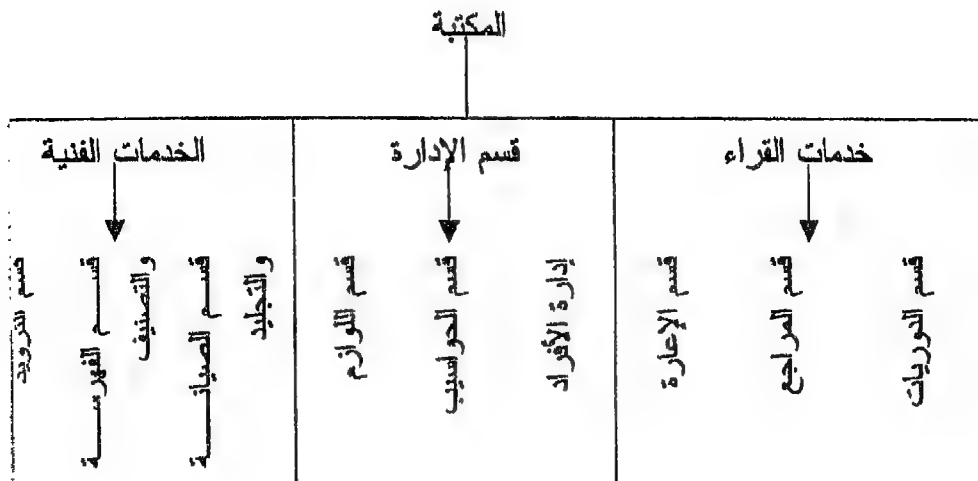 المكتبة
خدمات القراء
قسم الإدارة
الخدمات الفنية
قسم الدوريات
قسم المراجع
قسم الإعارة
إدارة الأفراد
قسم الحواسيب
قسم اللوازم
قسم الصيانة
والتجليد
قسم الفهرسة
والتصنيف
قسم التزويد